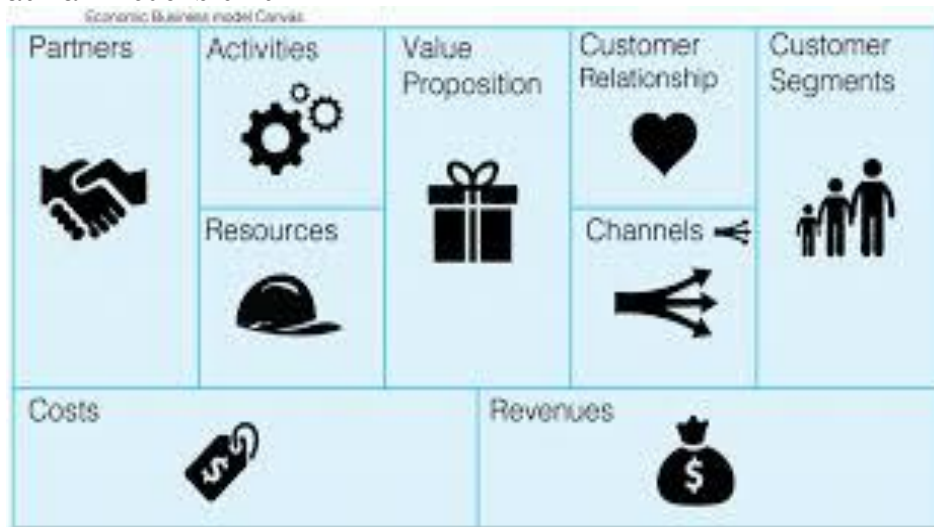 Economic Business model Canvas
Partners
Activities
Value
Proposition
Customer
Relationship
Customer
Segments
Resources
Channels
Costs
$
Revenues
$